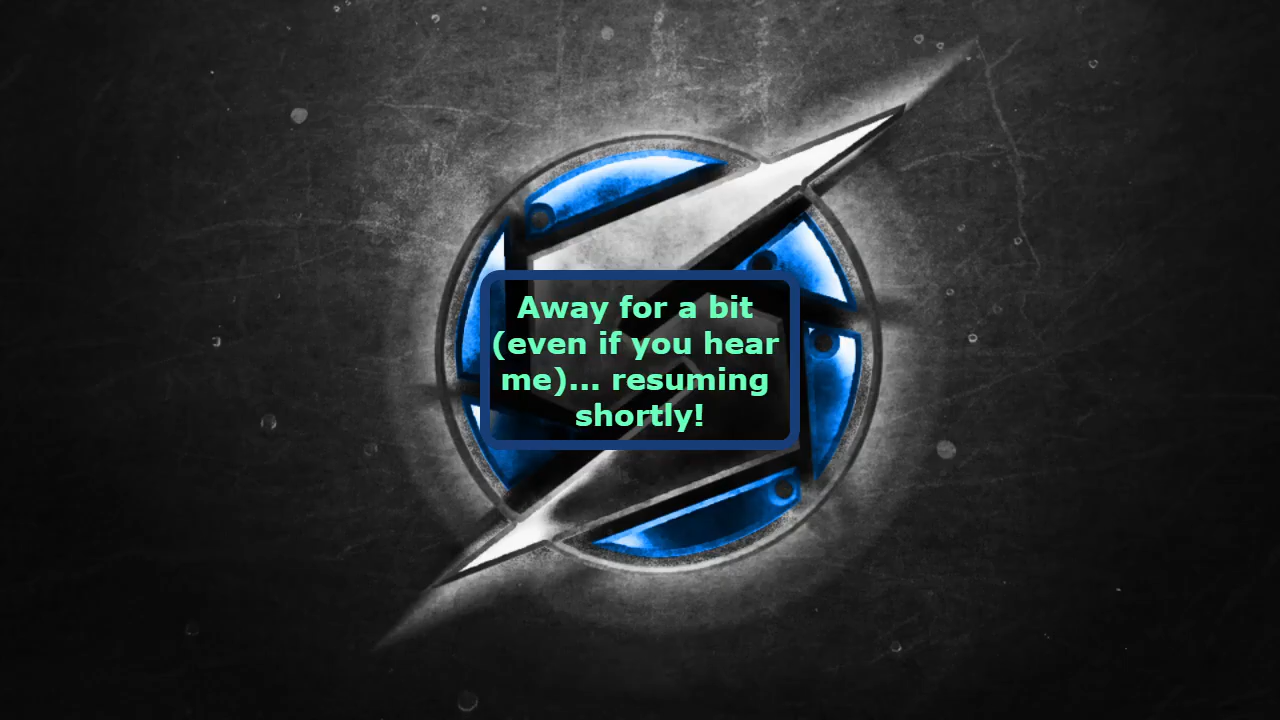 Away for a bit
(even if you hear
me)... resuming
shortly!